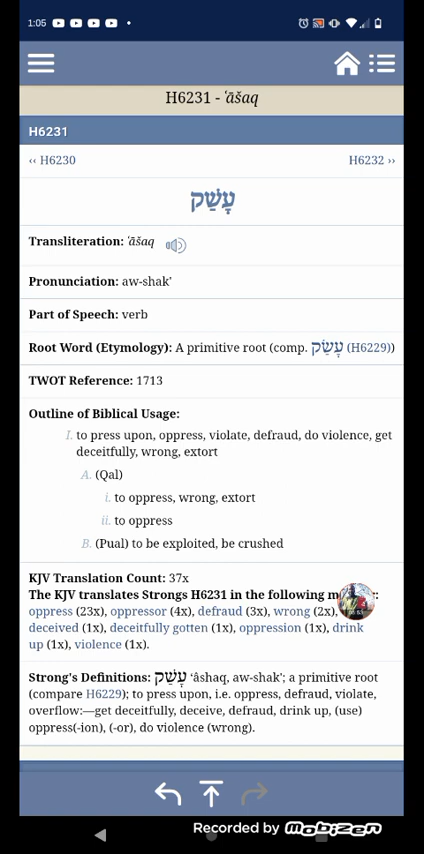 1:05
H6231 - ʿāšaq
H6231
‹‹ H6230 H6232 ››
עָשַׁק
Transliteration: ʿāšaq
Pronunciation: aw-shak'
Part of Speech: verb
Root Word (Etymology): A primitive root (comp. עָשַׂק (H6229))
TWOT Reference: 1713
Outline of Biblical Usage:
I. to press upon, oppress, violate, defraud, do violence, get
deceitfully, wrong, extort
A. (Qal)
i. to oppress, wrong, extort
ii. to oppress
B. (Pual) to be exploited, be crushed
KJV Translation Count: 37x
The KJV translates Strongs H6231 in the following m :
oppress (23x), oppressor (4x), defraud (3x), wrong (2x),
deceived (1x), deceitfully gotten (1x), oppression (1x), drink
up (1x), violence (1x).
Strong's Definitions: עָשַׁק ʻâshaq, aw-shak'; a primitive root
(compare H6229); to press upon, i.e. oppress, defraud, violate,
overflow:—get deceitfully, deceive, defraud, drink up, (use)
oppress(-ion), (-or), do violence (wrong).
Recorded by Mobizen